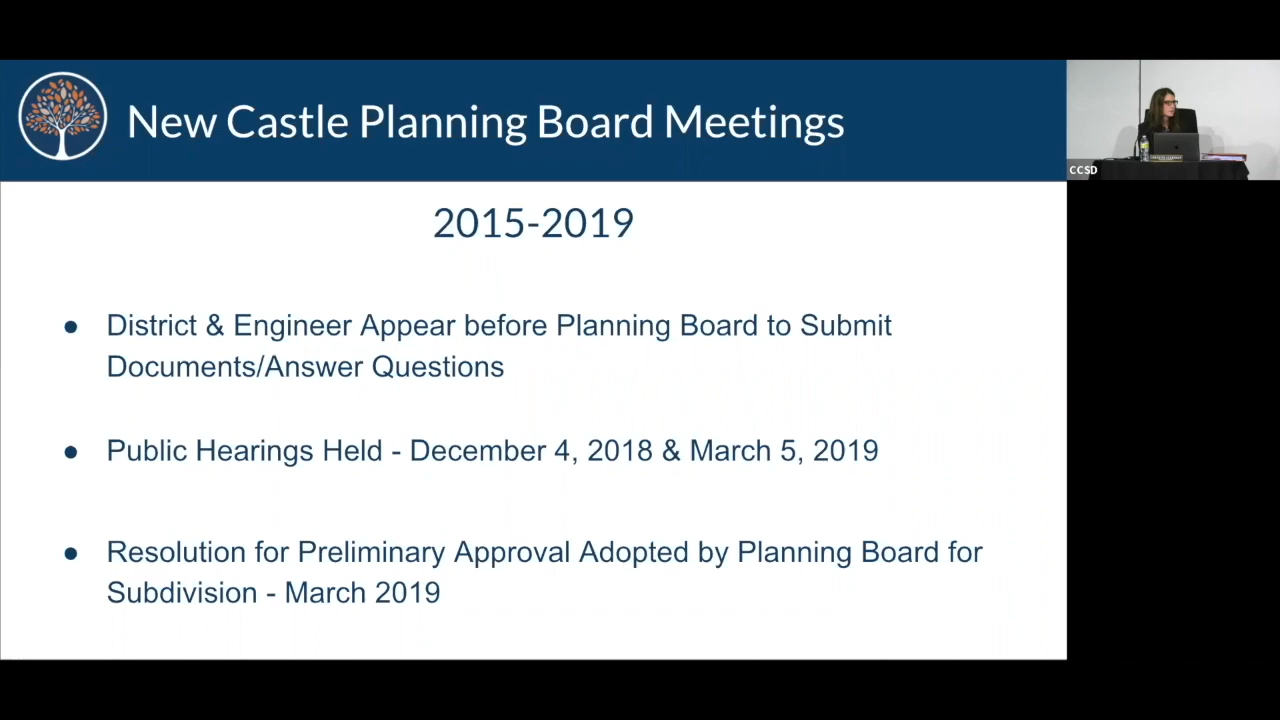 New Castle Planning Board Meetings
CCSD
2015-2019
● District & Engineer Appear before Planning Board to Submit
Documents/Answer Questions
● Public Hearings Held - December 4, 2018 & March 5, 2019
● Resolution for Preliminary Approval Adopted by Planning Board for
Subdivision - March 2019